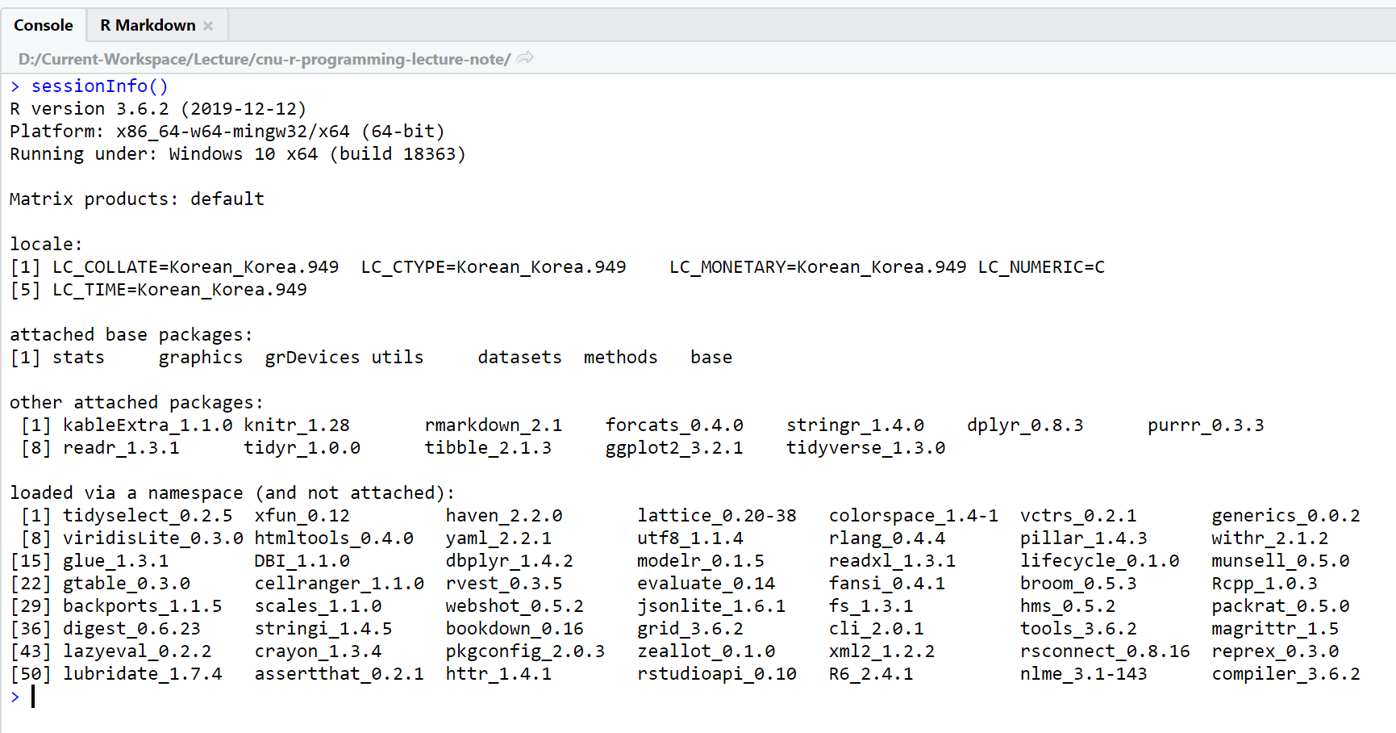 Console R Markdown ×
D:/Current-Workspace/Lecture/cnu-r-programming-lecture-note/
> sessionInfo()
R version 3.6.2 (2019-12-12)
Platform: x86_64-w64-mingw32/x64 (64-bit)
Running under: Windows 10 x64 (build 18363)

Matrix products: default

locale:
[1] LC_COLLATE=Korean_Korea.949  LC_CTYPE=Korean_Korea.949    LC_MONETARY=Korean_Korea.949 LC_NUMERIC=C
[5] LC_TIME=Korean_Korea.949

attached base packages:
[1] stats     graphics  grDevices utils     datasets  methods   base

other attached packages:
 [1] kableExtra_1.1.0 knitr_1.28       rmarkdown_2.1    forcats_0.4.0    stringr_1.4.0    dplyr_0.8.3      purrr_0.3.3
 [8] readr_1.3.1      tidyr_1.0.0      tibble_2.1.3     ggplot2_3.2.1    tidyverse_1.3.0

loaded via a namespace (and not attached):
 [1] tidyselect_0.2.5  xfun_0.12         haven_2.2.0       lattice_0.20-38   colorspace_1.4-1  vctrs_0.2.1       generics_0.0.2
 [8] viridisLite_0.3.0 htmltools_0.4.0   yaml_2.2.1        utf8_1.1.4        rlang_0.4.4       pillar_1.4.3      withr_2.1.2
[15] glue_1.3.1        DBI_1.1.0         dbplyr_1.4.2      modelr_0.1.5      readxl_1.3.1      lifecycle_0.1.0   munsell_0.5.0
[22] gtable_0.3.0      cellranger_1.1.0  rvest_0.3.5       evaluate_0.14     fansi_0.4.1       broom_0.5.3       Rcpp_1.0.3
[29] backports_1.1.5   scales_1.1.0      webshot_0.5.2     jsonlite_1.6.1    fs_1.3.1          hms_0.5.2         packrat_0.5.0
[36] digest_0.6.23     stringi_1.4.5     bookdown_0.16     grid_3.6.2        cli_2.0.1         tools_3.6.2       magrittr_1.5
[43] lazyeval_0.2.2    crayon_1.3.4      pkgconfig_2.0.3   zeallot_0.1.0     xml2_1.2.2        rsconnect_0.8.16  reprex_0.3.0
[50] lubridate_1.7.4   assertthat_0.2.1  httr_1.4.1        rstudioapi_0.10   R6_2.4.1          nlme_3.1-143      compiler_3.6.2
>